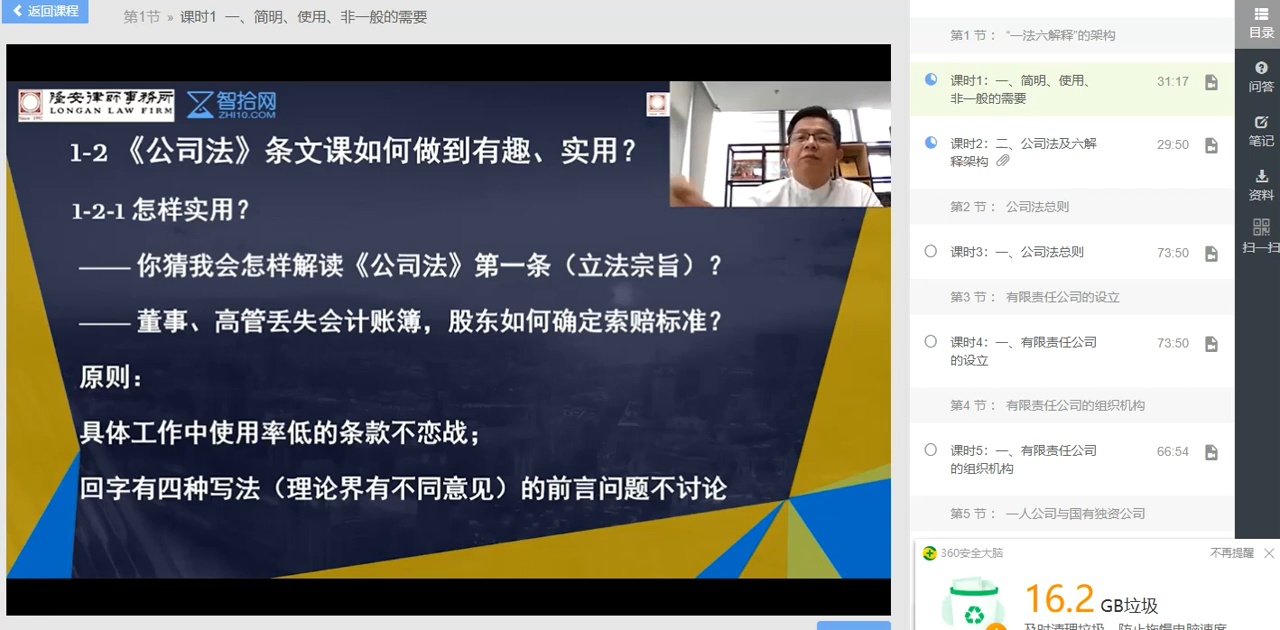 返回课程
第1节 » 课时1 一、简明、使用、非一般的需要
隆安律师事务所
LONGAN LAW FIRM
智拾网
ZHI10.COM
1-2 《公司法》条文课如何做到有趣、实用？
1-2-1 怎样实用？
—— 你猜我会怎样解读《公司法》第一条（立法宗旨）？
—— 董事、高管丢失会计账簿，股东如何确定索赔标准？
原则：
具体工作中使用率低的条款不恋战；
回字有四种写法（理论界有不同意见）的前言问题不讨论
第1节： “一法六解释”的架构
课时1：一、简明、使用、
非一般的需要
31:17
课时2：二、公司法及六解
释架构
29:50
第2节： 公司法总则
课时3：一、公司法总则
73:50
第3节： 有限责任公司的设立
课时4：一、有限责任公司
的设立
73:50
第4节： 有限责任公司的组织机构
课时5：一、有限责任公司
的组织机构
66:54
第5节： 一人公司与国有独资公司
目录
问答
笔记
资料
扫一扫
360安全大脑
不再提醒
16.2 GB垃圾
及时清理垃圾，防止拖慢电脑速度